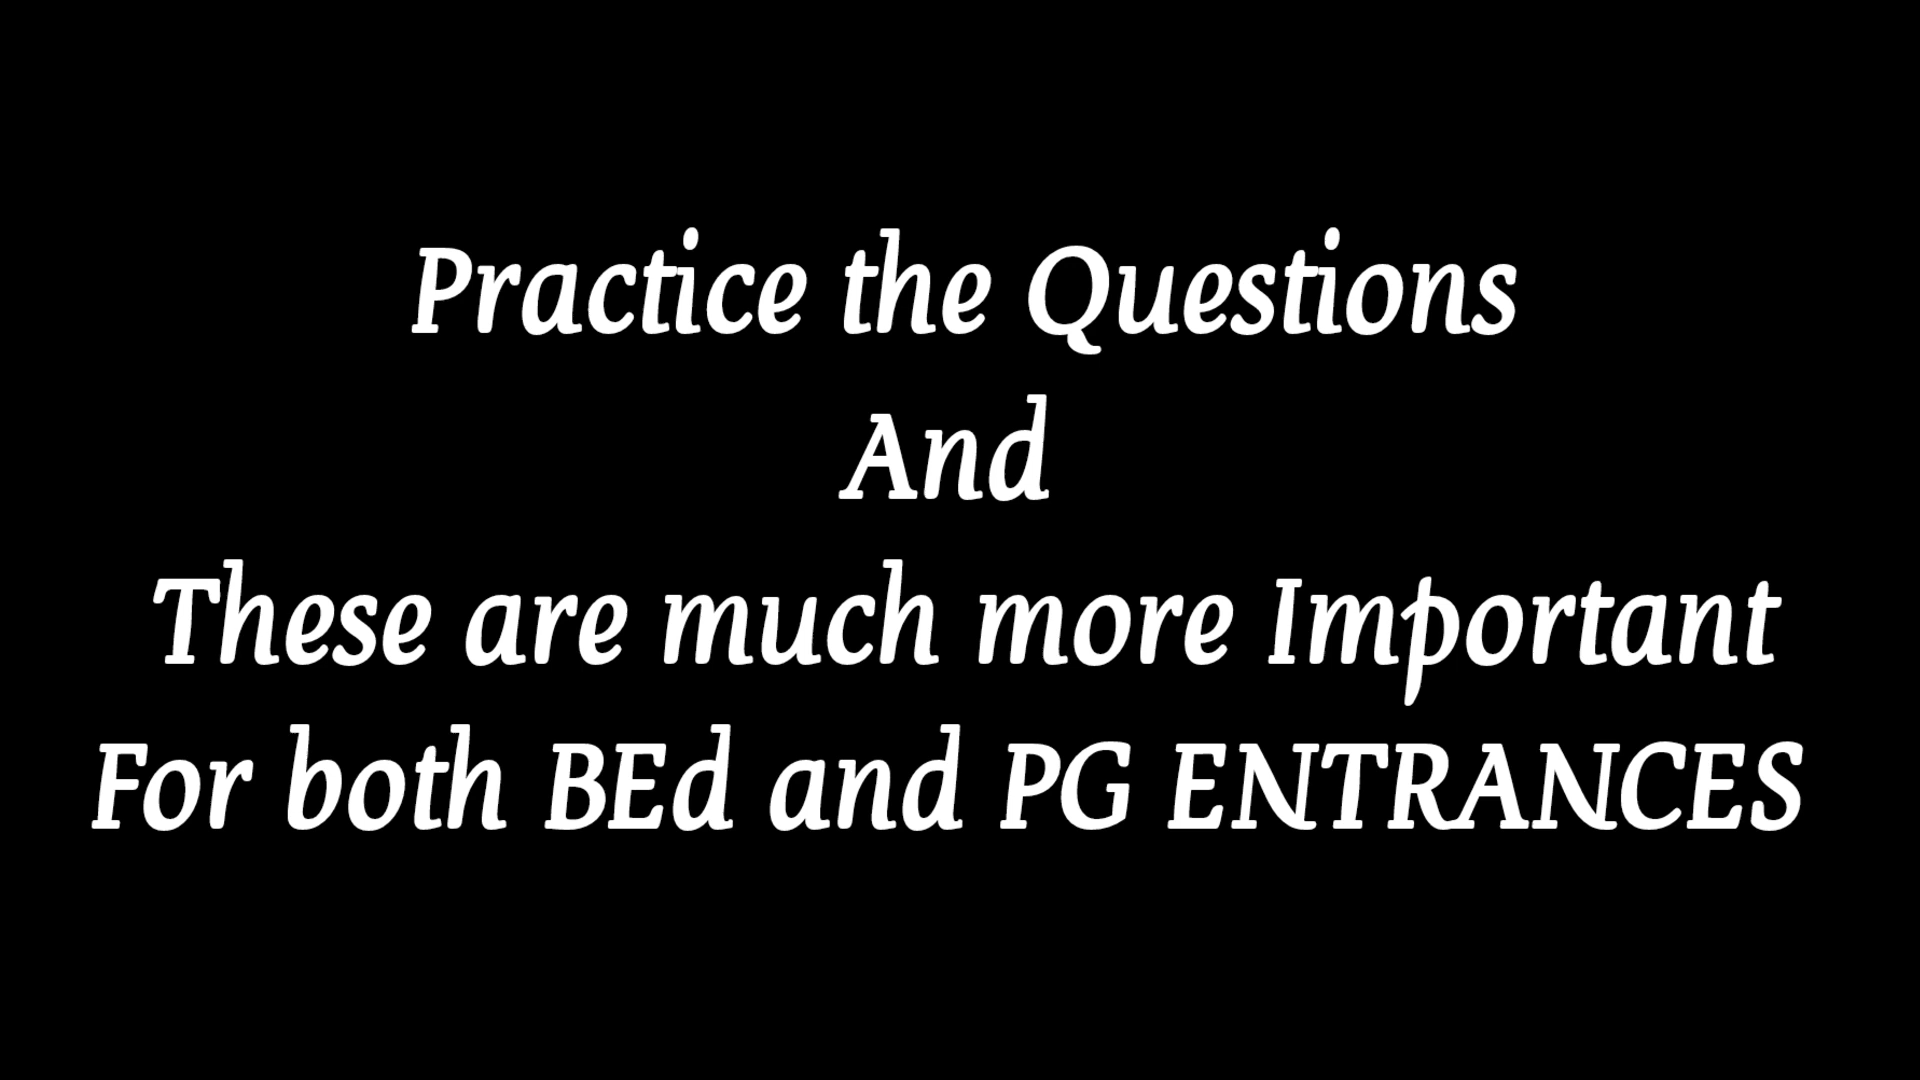 Practice the Questions
And
These are much more Important
For both BEd and PG ENTRANCES